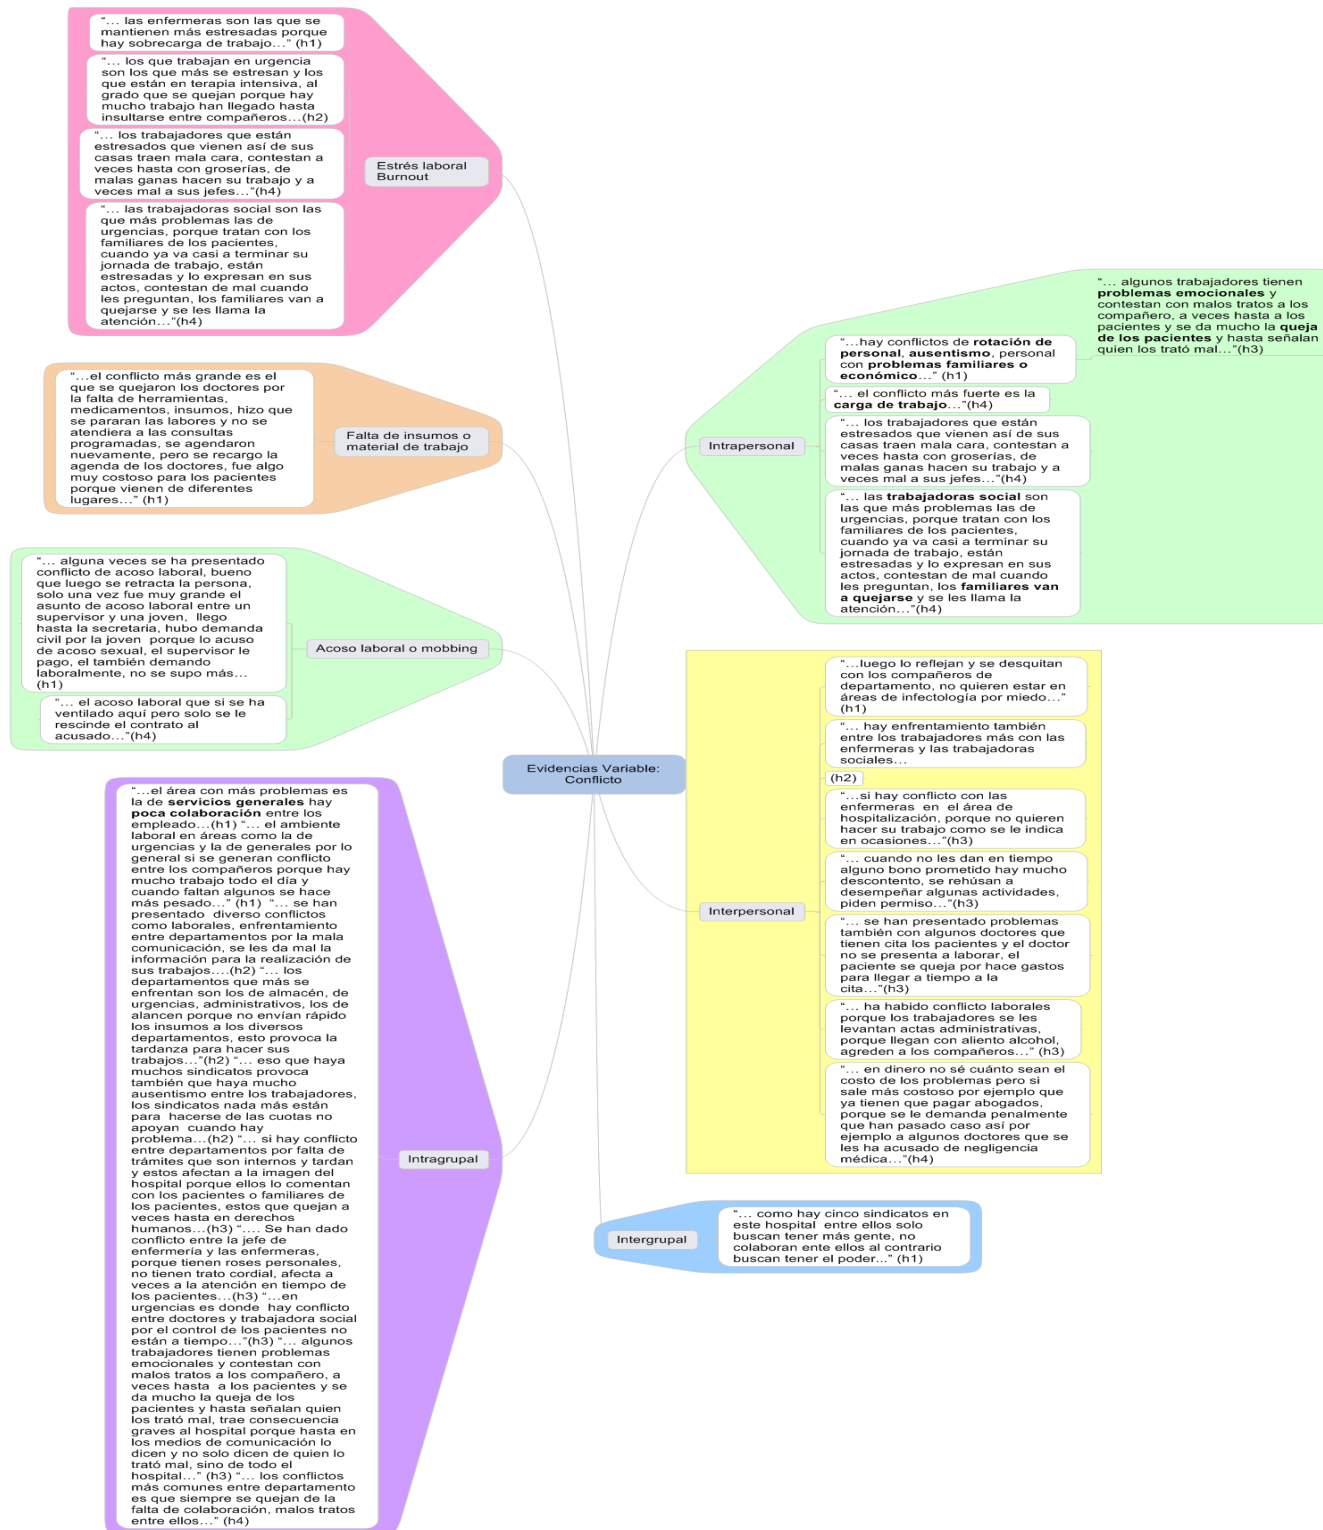 “… las enfermeras son las que se
mantienen más estresadas porque
hay sobrecarga de trabajo…” (h1)
“… los que trabajan en urgencia
son los que más se estresan y los
que están en terapia intensiva, al
grado que se quejan porque hay
mucho trabajo han llegado hasta
insultarse entre compañeros…(h2)
“… los trabajadores que están
estresados que vienen así de sus
casas traen mala cara, contestan a
veces hasta con groserías, de
malas ganas hacen su trabajo y a
veces mal a sus jefes…”(h4)
“… las trabajadoras social son las
que más problemas las de
urgencias, porque tratan con los
familiares de los pacientes,
cuando ya va casi a terminar su
jornada de trabajo, están
estresadas y lo expresan en sus
actos, contestan de mal cuando
les preguntan, los familiares van a
quejarse y se les llama la
atención…”(h4)
Estrés laboral
Burnout
“…el conflicto más grande es el
que se quejaron los doctores por
la falta de herramientas,
medicamentos, insumos, hizo que
se pararan las labores y no se
atendiera a las consultas
programadas, se agendaron
nuevamente, pero se recargo la
agenda de los doctores, fue algo
muy costoso para los pacientes
porque vienen de diferentes
lugares…” (h1)
Falta de insumos o
material de trabajo
“… alguna veces se ha presentado
conflicto de acoso laboral, bueno
que luego se retracta la persona,
solo una vez fue muy grande el
asunto de acoso laboral entre un
supervisor y una joven,  llego
hasta la secretaria, hubo demanda
civil por la joven  porque lo acuso
de acoso sexual, el supervisor le
pago, el también demando
laboralmente, no se supo más…
(h1)
“… el acoso laboral que si se ha
ventilado aquí pero solo se le
rescinde el contrato al
acusado…”(h4)
Acoso laboral o mobbing
“…el área con más problemas es
la de servicios generales hay
poca colaboración entre los
empleado…(h1) “… el ambiente
laboral en áreas como la de
urgencias y la de generales por lo
general si se generan conflicto
entre los compañeros porque hay
mucho trabajo todo el día y
cuando faltan algunos se hace
más pesado…” (h1)  “… se han
presentado  diverso conflictos
como laborales, enfrentamiento
entre departamentos por la mala
comunicación, se les da mal la
información para la realización de
sus trabajos….(h2) “… los
departamentos que más se
enfrentan son los de almacén, de
urgencias, administrativos, los de
alancen porque no envían rápido
los insumos a los diversos
departamentos, esto provoca la
tardanza para hacer sus
trabajos…”(h2) “… eso que haya
muchos sindicatos provoca
también que haya mucho
ausentismo entre los trabajadores,
los sindicatos nada más están
para  hacerse de las cuotas no
apoyan  cuando hay
problema…(h2) “… si hay conflicto
entre departamentos por falta de
trámites que son internos y tardan
y estos afectan a la imagen del
hospital porque ellos lo comentan
con los pacientes o familiares de
los pacientes, estos que quejan a
veces hasta en derechos
humanos…(h3) “…. Se han dado
conflicto entre la jefe de
enfermería y las enfermeras,
porque tienen roses personales,
no tienen trato cordial, afecta a
veces a la atención en tiempo de
los pacientes…(h3) “…en
urgencias es donde  hay conflicto
entre doctores y trabajadora social
por el control de los pacientes no
están a tiempo…”(h3) “… algunos
trabajadores tienen problemas
emocionales y contestan con
malos tratos a los compañero, a
veces hasta  a los pacientes y se
da mucho la queja de los
pacientes y hasta señalan quien
los trató mal, trae consecuencia
graves al hospital porque hasta en
los medios de comunicación lo
dicen y no solo dicen de quien lo
trató mal, sino de todo el
hospital…” (h3) “… los conflictos
más comunes entre departamento
es que siempre se quejan de la
falta de colaboración, malos tratos
entre ellos…” (h4)
Intragrupal
Evidencias Variable:
Conflicto
Intrapersonal
“…hay conflictos de rotación de
personal, ausentismo, personal
con problemas familiares o
económico…” (h1)
“… algunos trabajadores tienen
problemas emocionales y
contestan con malos tratos a los
compañero, a veces hasta a los
pacientes y se da mucho la queja
de los pacientes y hasta señalan
quien los trató mal…”(h3)
“… el conflicto más fuerte es la
carga de trabajo…”(h4)
“… los trabajadores que están
estresados que vienen así de sus
casas traen mala cara, contestan a
veces hasta con groserías, de
malas ganas hacen su trabajo y a
veces mal a sus jefes…”(h4)
“… las trabajadoras social son
las que más problemas las de
urgencias, porque tratan con los
familiares de los pacientes,
cuando ya va casi a terminar su
jornada de trabajo, están
estresadas y lo expresan en sus
actos, contestan de mal cuando
les preguntan, los familiares van
a quejarse y se les llama la
atención…”(h4)
Interpersonal
“…luego lo reflejan y se desquitan
con los compañeros de
departamento, no quieren estar en
áreas de infectología por miedo…”
(h1)
“… hay enfrentamiento también
entre los trabajadores más con las
enfermeras y las trabajadoras
sociales…
(h2)
“…si hay conflicto con las
enfermeras  en  el área de
hospitalización, porque no quieren
hacer su trabajo como se le indica
en ocasiones…”(h3)
“… cuando no les dan en tiempo
alguno bono prometido hay mucho
descontento, se rehúsan a
desempeñar algunas actividades,
piden permiso…”(h3)
“… se han presentado problemas
también con algunos doctores que
tienen cita los pacientes y el doctor
no se presenta a laborar, el
paciente se queja por hace gastos
para llegar a tiempo a la
cita…”(h3)
“… ha habido conflicto laborales
porque los trabajadores se les
levantan actas administrativas,
porque llegan con aliento alcohol,
agreden a los compañeros…” (h3)
“… en dinero no sé cuánto sean el
costo de los problemas pero si
sale más costoso por ejemplo que
ya tienen que pagar abogados,
porque se le demanda penalmente
que han pasado caso así por
ejemplo a algunos doctores que se
les ha acusado de negligencia
médica…”(h4)
Intergrupal
“… como hay cinco sindicatos en
este hospital  entre ellos solo
buscan tener más gente, no
colaboran ente ellos al contrario
buscan tener el poder...” (h1)